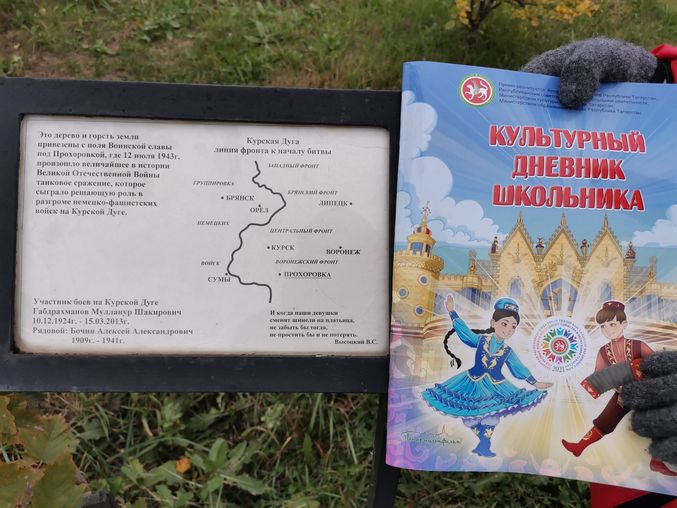 Это дерево и горсть земли
привезены с поля Воинской славы
под Прохоровкой, где 12 июля 1943г.
произошло величайшее в истории
Великой Отечественной Войны
танковое сражение, которое
сыграло решающую роль в
разгроме немецко-фашистских
войск на Курской Дуге.
Участник боев на Курской Дуге
Габдрахманов Мулланур Шакирович
10.12.1924г. - 15.03.2013г.
Рядовой: Бочин Алексей Александрович
1909г. - 1941г.
Курская Дуга
линия фронта к началу битвы
ЗАПАДНЫЙ ФРОНТ
ГРУППИРОВКА
БРЯНСКИЙ ФРОНТ
БРЯНСК
ЛИПЕЦК
ОРЕЛ
НЕМЕЦКИХ
ЦЕНТРАЛЬНЫЙ ФРОНТ
КУРСК
ВОРОНЕЖ
ВОЙСК
ВОРОНЕЖСКИЙ ФРОНТ
СУМЫ
ПРОХОРОВКА
И когда наши девушки
сменят шинели на платьица,
не забыть бы тогда,
не простить бы и не потерять.
Высоцкий В.С.
КУЛЬТУРНЫЙ
ДНЕВНИК
ШКОЛЬНИКА
2021